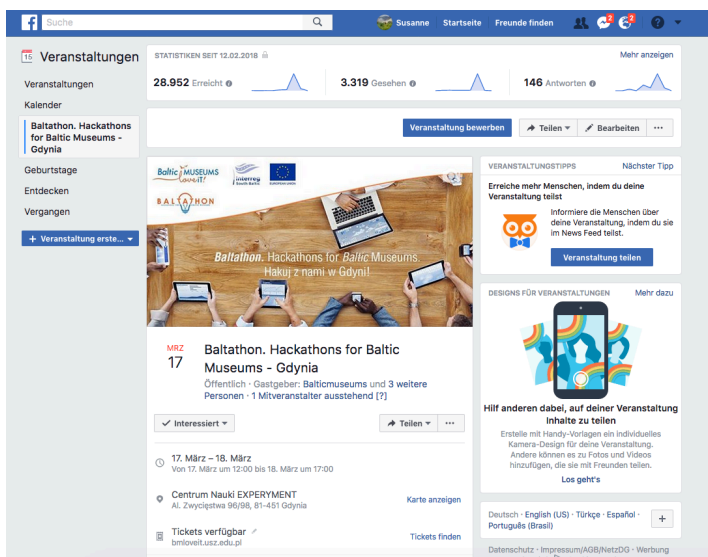 Suche
Susanne Startseite Freunde finden 2 2
15 Veranstaltungen
Veranstaltungen
Kalender
Baltathon. Hackathons
for Baltic Museums -
Gdynia
Geburtstage
Entdecken
Vergangen
+ Veranstaltung erste...
STATISTIKEN SEIT 12.02.2018
Mehr anzeigen
28.952 Erreicht
3.319 Gesehen
146 Antworten
Veranstaltung bewerben
Teilen
Bearbeiten
Baltic MUSEUMS
Love IT!
Interreg
South Baltic
EUROPEAN UNION
BALTATHON
Baltathon. Hackathons for Baltic Museums
Hakuj z nami w Gdyni!
MRZ
17
Baltathon. Hackathons for Baltic
Museums - Gdynia
Öffentlich · Gastgeber: Balticmuseums und 3 weitere
Personen · 1 Mitveranstalter ausstehend [?]
Interessiert
Teilen
17. März – 18. März
Von 17. März um 12:00 bis 18. März um 17:00
Centrum Nauki EXPERYMENT
Al. Zwycięstwa 96/98, 81-451 Gdynia
Karte anzeigen
Tickets verfügbar
bmloveit.usz.edu.pl
Tickets finden
VERANSTALTUNGSTIPPS
Nächster Tipp
Erreiche mehr Menschen, indem du deine
Veranstaltung teilst
Informiere die Menschen über
deine Veranstaltung, indem du sie
im News Feed teilst.
Veranstaltung teilen
DESIGNS FÜR VERANSTALTUNGEN
Mehr dazu
Hilf anderen dabei, auf deiner Veranstaltung
Inhalte zu teilen
Erstelle mit Handy-Vorlagen ein individuelles
Kamera-Design für deine Veranstaltung.
Andere können es zu Fotos und Videos
hinzufügen, die sie mit Freunden teilen.
Los geht's
Deutsch · English (US) · Türkçe · Español ·
Português (Brasil)
Datenschutz · Impressum/AGB/NetzDG · Werbung